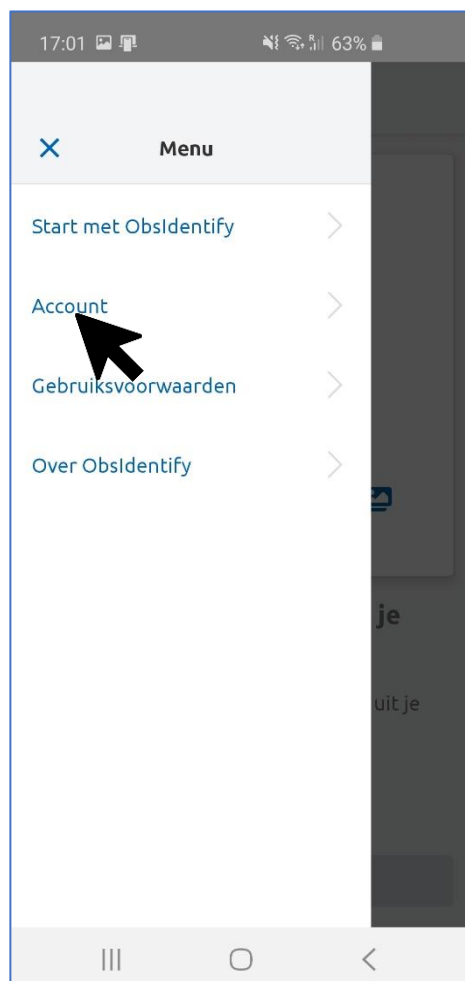 17:01 63%
Menu
Start met ObsIdentify
Account
Gebruiksvoorwaarden
Over ObsIdentify
je
uit je